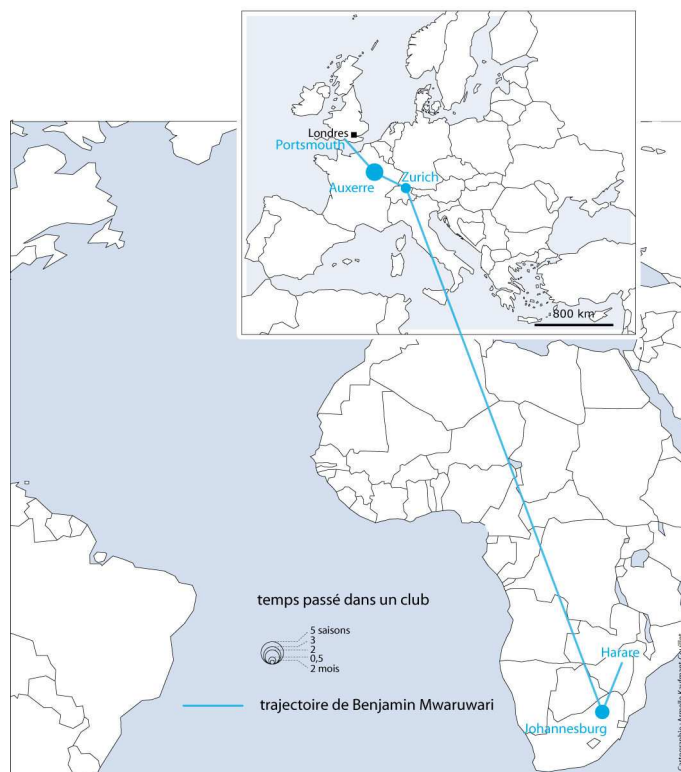 Londres
Portsmouth
Zurich
Auxerre
800 km
temps passé dans un club
5 saisons
3
2
0,5
2 mois
Harare
trajectoire de Benjamin Mwaruwari
Johannesburg